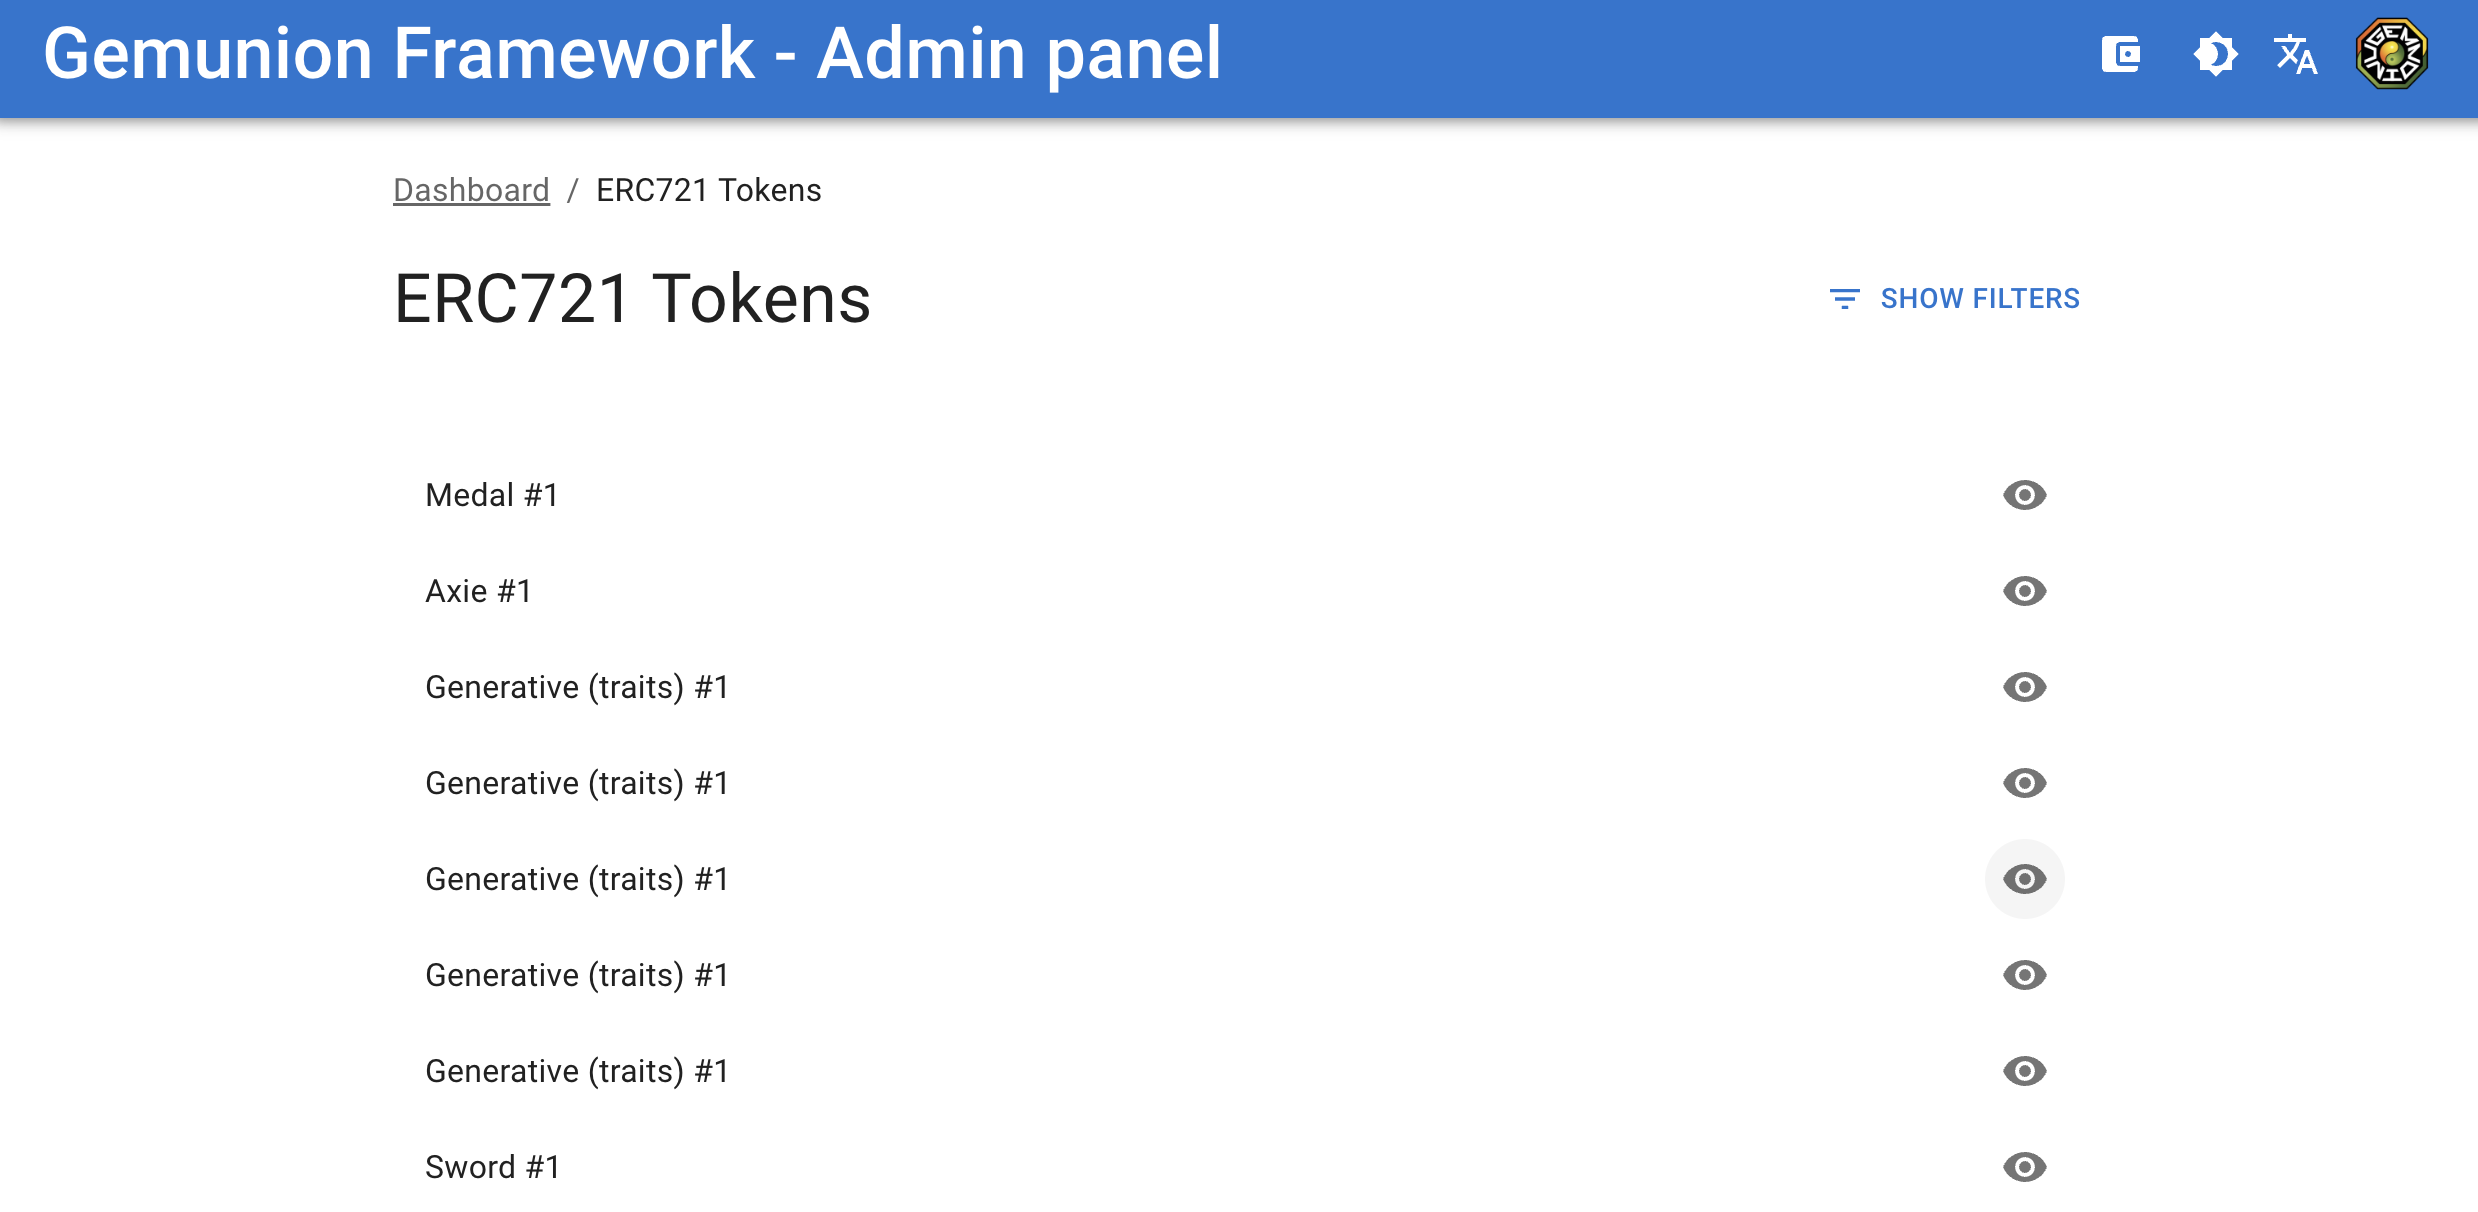 Gemunion Framework - Admin panel
Dashboard / ERC721 Tokens
ERC721 Tokens
SHOW FILTERS
Medal #1
Axie #1
Generative (traits) #1
Generative (traits) #1
Generative (traits) #1
Generative (traits) #1
Generative (traits) #1
Sword #1